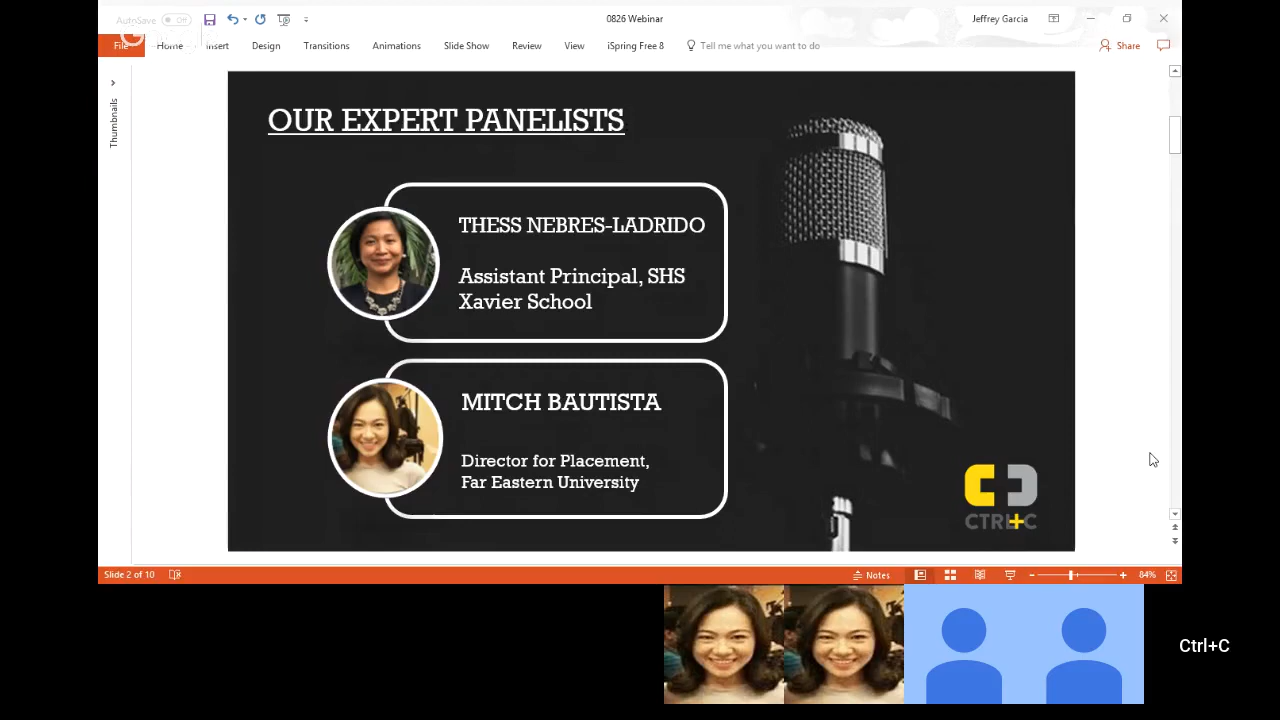 AutoSave Off
0826 Webinar
Jeffrey Garcia
File Home Insert Design Transitions Animations Slide Show Review View iSpring Free 8 Tell me what you want to do Share
Thumbnails
OUR EXPERT PANELISTS
THESS NEBRES-LADRIDO
Assistant Principal, SHS
Xavier School
MITCH BAUTISTA
Director for Placement,
Far Eastern University
CTRL+C
Slide 2 of 10
Notes
84%
Ctrl+C